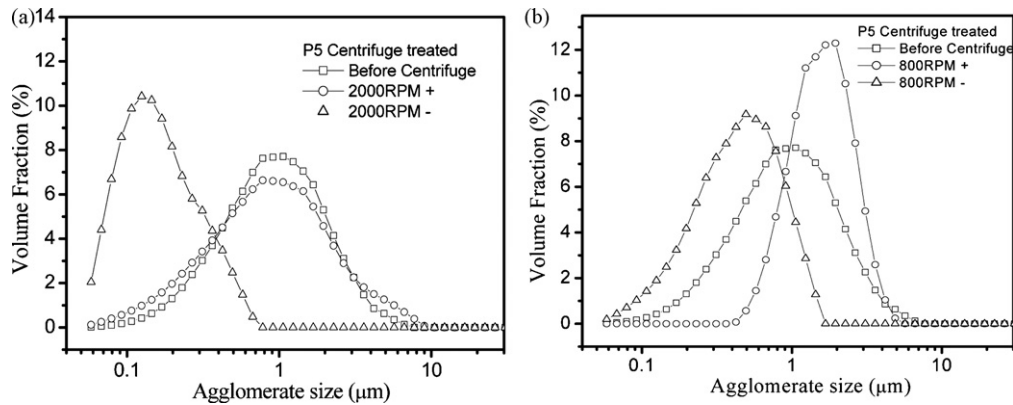 (a)
14
12
10
8
6
4
2
0
Volume Fraction (%)
P5 Centrifuge treated
Before Centrifuge
2000RPM +
2000RPM -
0.1
1
10
Agglomerate size (μm)
(b)
12
10
8
6
4
2
0
Volume Fraction (%)
P5 Centrifuge treated
Before Centrifuge
800RPM +
800RPM -
0.1
1
10
Agglomerate size (μm)